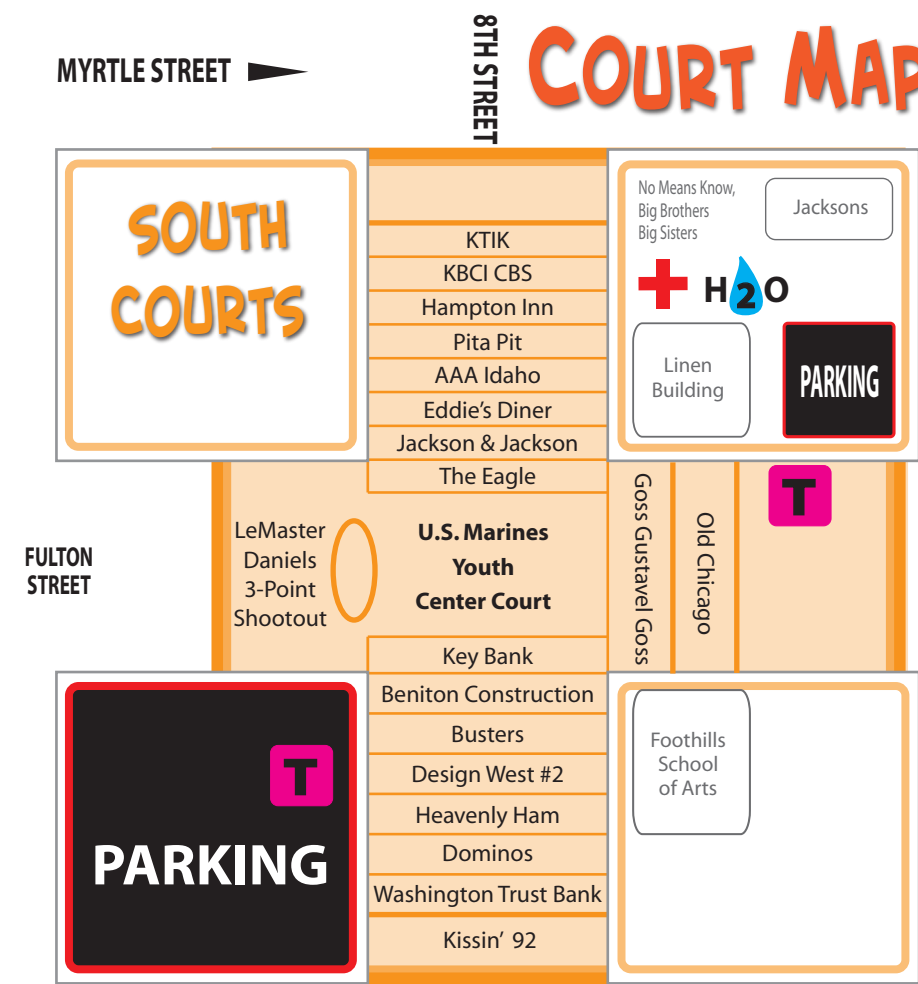 MYRTLE STREET
8TH STREET
COURT MAP
SOUTH
COURTS
KTIK
KBCI CBS
Hampton Inn
Pita Pit
AAA Idaho
Eddie's Diner
Jackson & Jackson
The Eagle
No Means Know,
Big Brothers
Big Sisters
Jacksons
H2O
Linen
Building
PARKING
FULTON
STREET
LeMaster
Daniels
3-Point
Shootout
U.S. Marines
Youth
Center Court
Goss Gustavel Goss
Old Chicago
T
Key Bank
Beniton Construction
Busters
Design West #2
Heavenly Ham
Dominos
Washington Trust Bank
Kissin' 92
T
PARKING
Foothills
School
of Arts